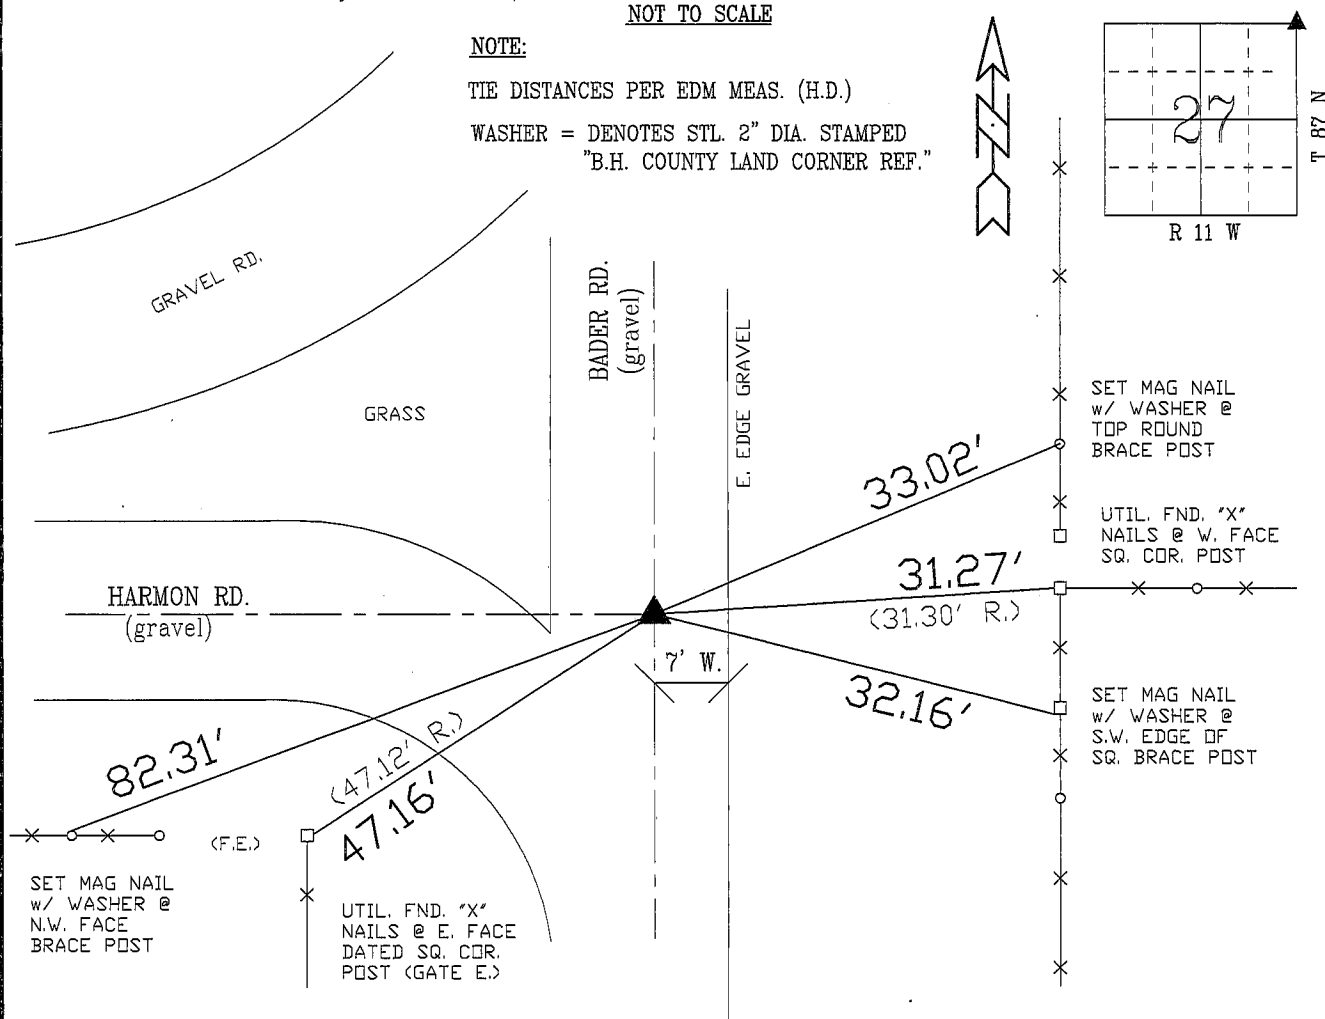 NOT TO SCALE
NOTE:
TIE DISTANCES PER EDM MEAS. (H.D.)
WASHER = DENOTES STL. 2" DIA. STAMPED
"B.H. COUNTY LAND CORNER REF."
N
27
T 87 N
R 11 W
GRAVEL RD.
BADER RD.
(gravel)
E. EDGE GRAVEL
GRASS
SET MAG NAIL
w/ WASHER @
TOP ROUND
BRACE POST
33.02'
UTIL. FND. "X"
NAILS @ W. FACE
SQ. COR. POST
31.27'
(31.30' R.)
HARMON RD.
(gravel)
7' W.
32.16'
SET MAG NAIL
w/ WASHER @
S.W. EDGE OF
SQ. BRACE POST
82.31'
(47.12' R.)
47.16'
(F.E.)
SET MAG NAIL
w/ WASHER @
N.W. FACE
BRACE POST
UTIL. FND. "X"
NAILS @ E. FACE
DATED SQ. COR.
POST (GATE E.)